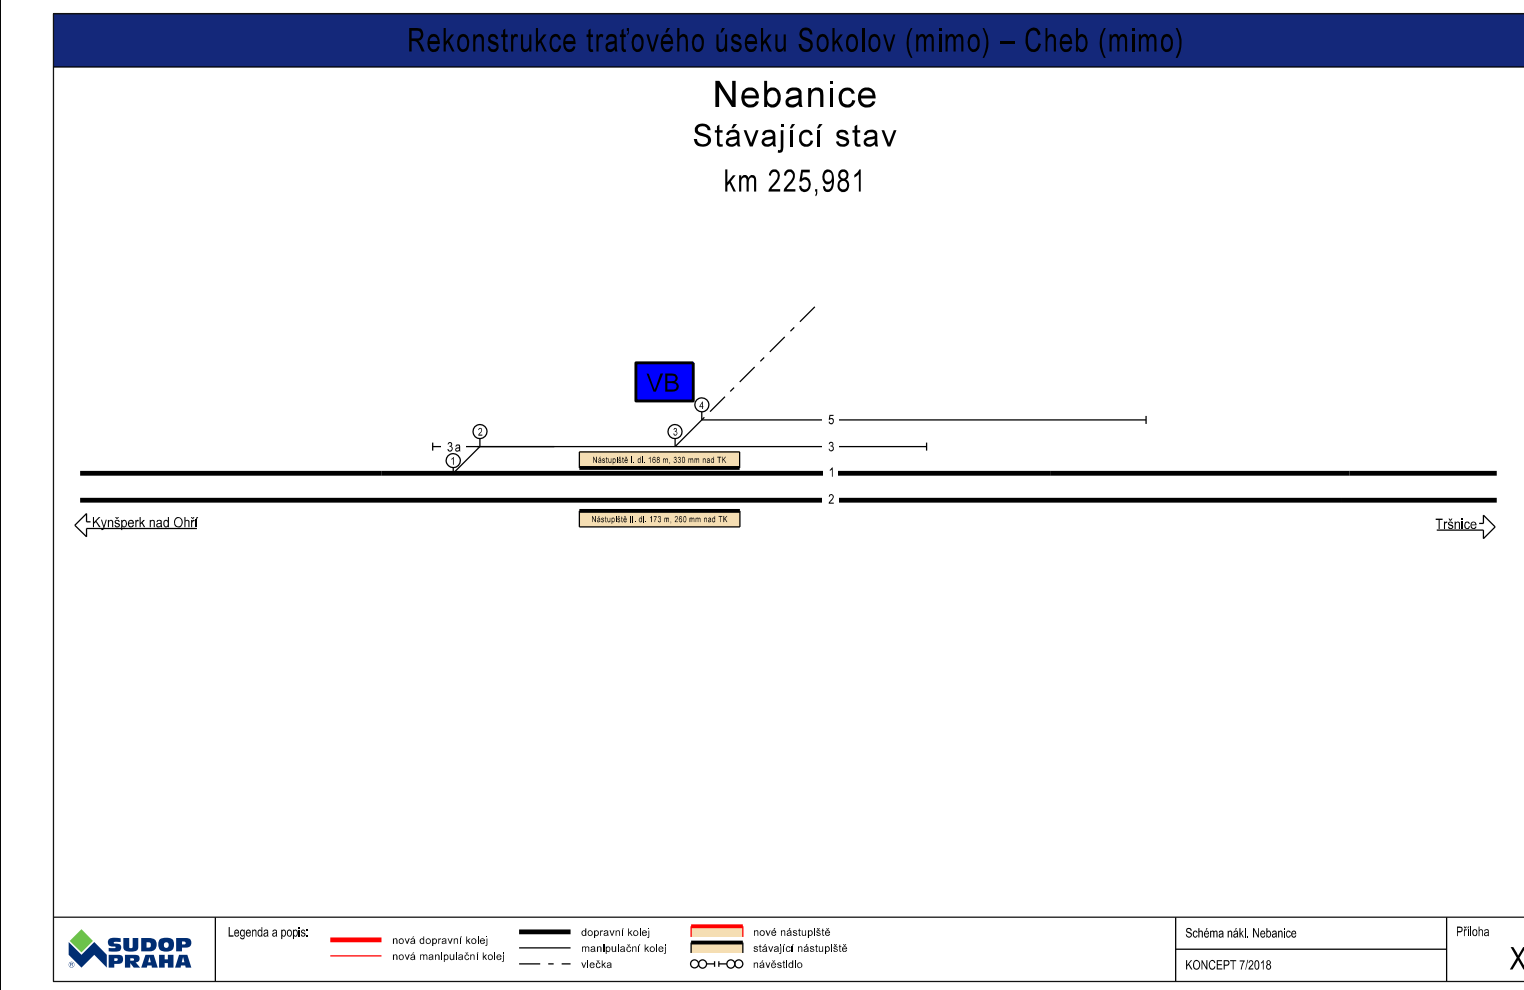 Rekonstrukce traťového úseku Sokolov (mimo) – Cheb (mimo)
Nebanice
Stávající stav
km 225,981
VB
4
5
2
3
3a
3
1
Nástupiště I. dl. 168 m, 330 mm nad TK
1
2
Nástupiště II. dl. 173 m, 260 mm nad TK
Kynšperk nad Ohří
Tršnice
SUDOP
PRAHA
®
Legenda a popis:
nová dopravní kolej
nová manipulační kolej
dopravní kolej
manipulační kolej
vlečka
nové nástupiště
stávající nástupiště
návěstidlo
Schéma nákl. Nebanice
KONCEPT 7/2018
Příloha
X